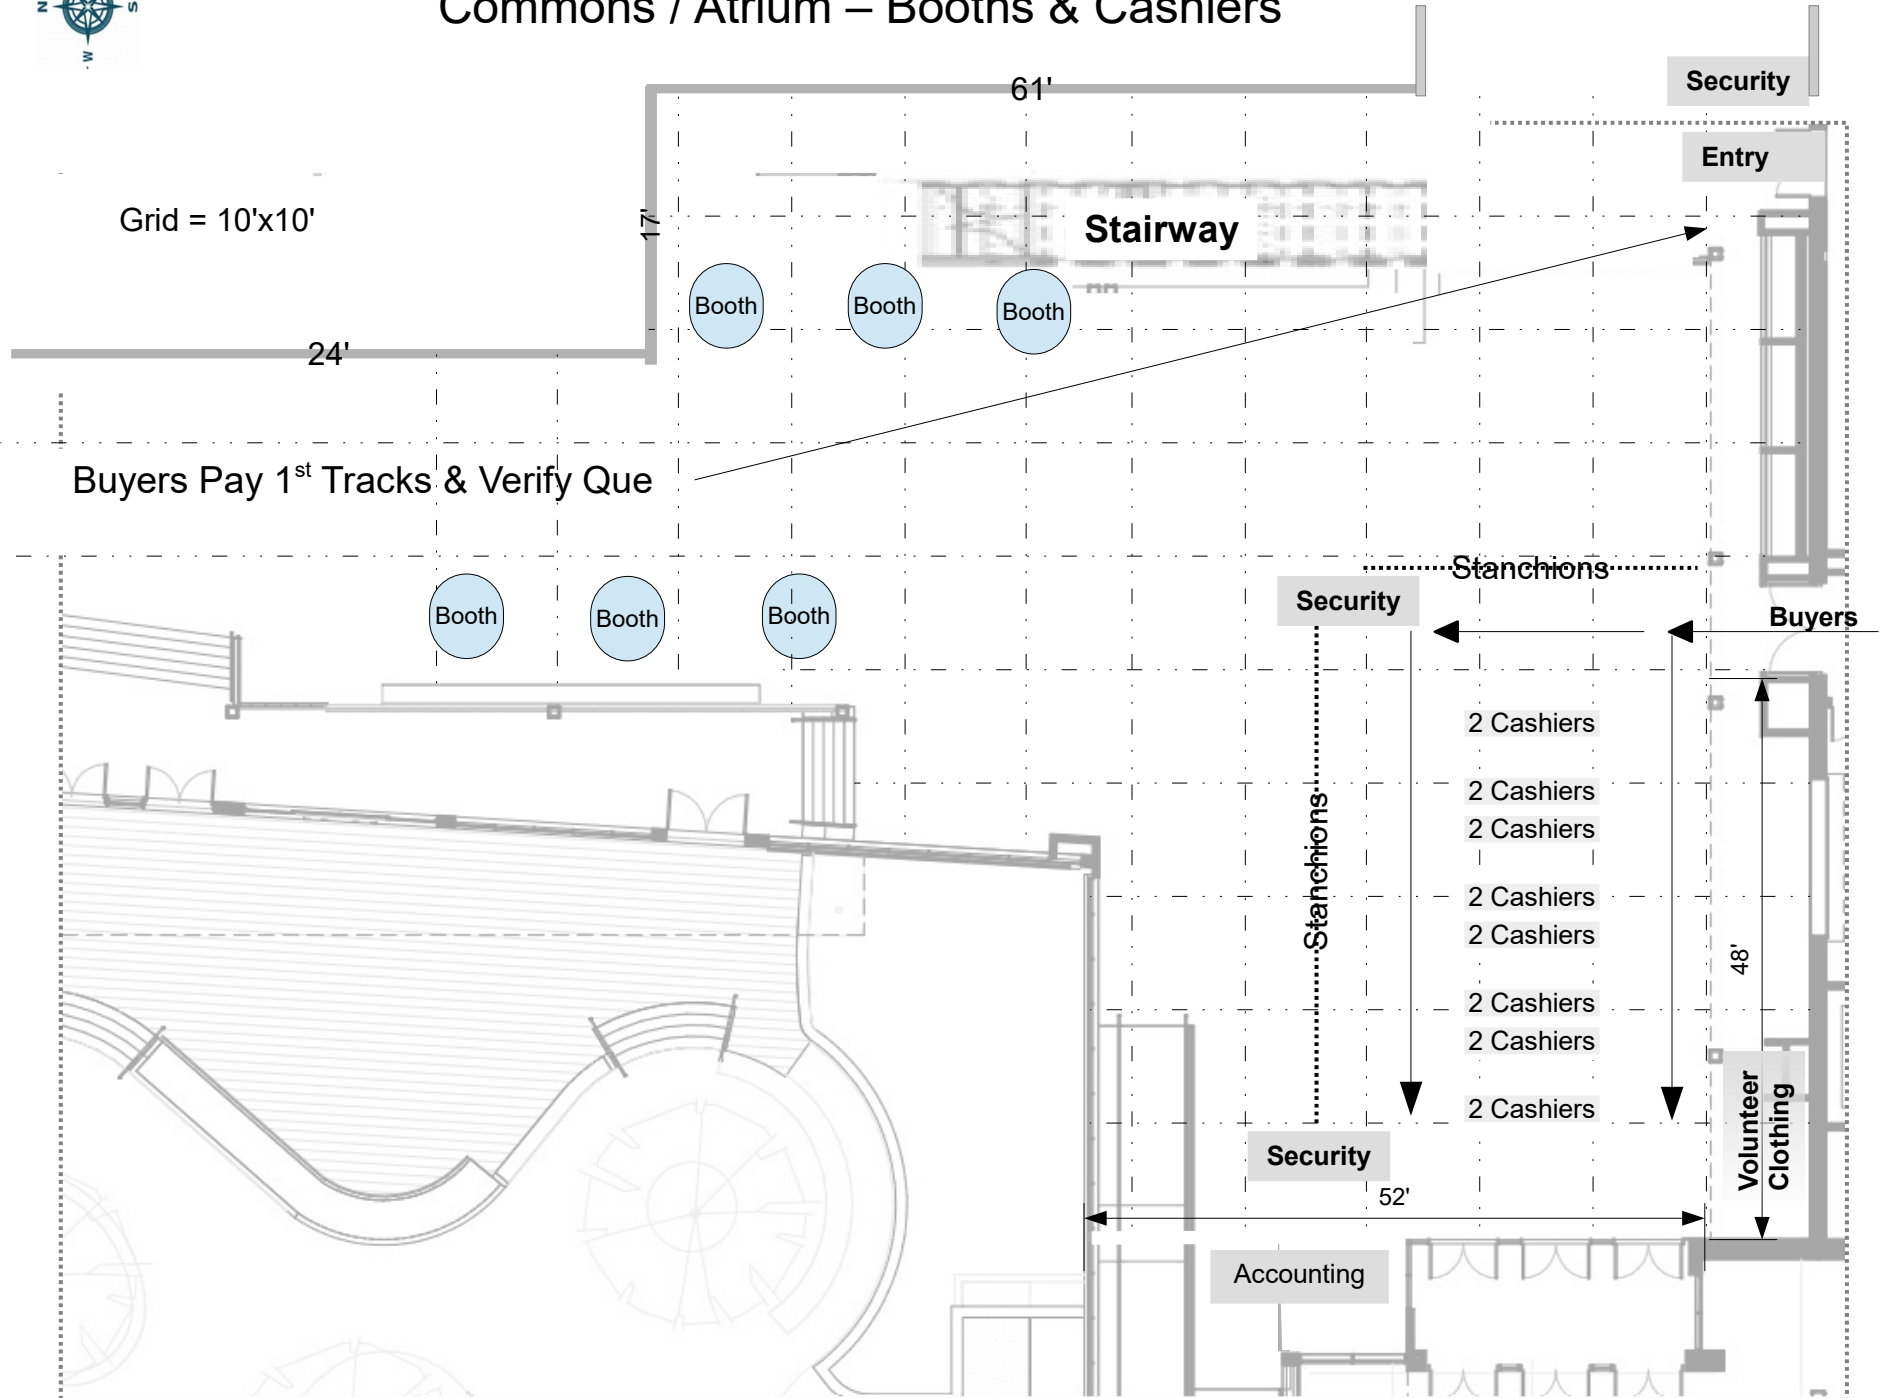 Commons / Atrium – Booths & Cashiers
N
S
W
61'
Security
Entry
Grid = 10'x10'
17'
Stairway
Booth
Booth
Booth
24'
Buyers Pay 1st Tracks & Verify Que
Stanchions
Security
Buyers
Booth
Booth
Booth
2 Cashiers
2 Cashiers
2 Cashiers
Stanchions
2 Cashiers
2 Cashiers
48'
2 Cashiers
2 Cashiers
2 Cashiers
Volunteer
Clothing
Security
52'
Accounting